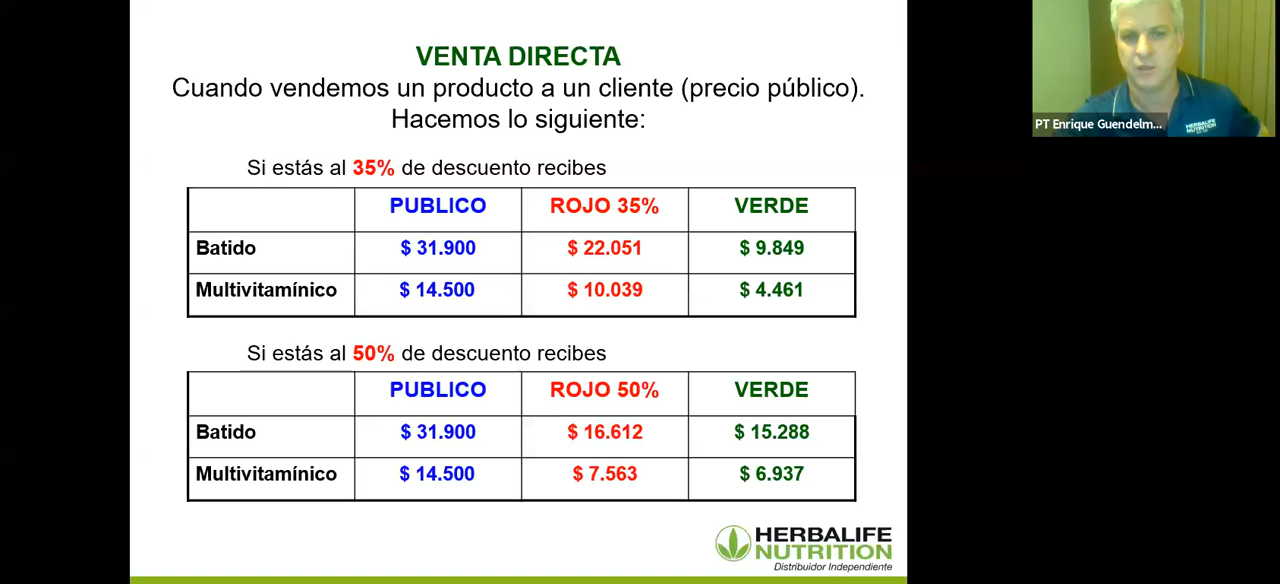 VENTA DIRECTA
Cuando vendemos un producto a un cliente (precio público).
Hacemos lo siguiente:
Si estás al 35% de descuento recibes
PUBLICO ROJO 35% VERDE
Batido $ 31.900 $ 22.051 $ 9.849
Multivitamínico $ 14.500 $ 10.039 $ 4.461
Si estás al 50% de descuento recibes
PUBLICO ROJO 50% VERDE
Batido $ 31.900 $ 16.612 $ 15.288
Multivitamínico $ 14.500 $ 7.563 $ 6.937
HERBALIFE
NUTRITION
Distribuidor Independiente
PT Enrique Guendelm...
HERBALIFE
NUTRITION